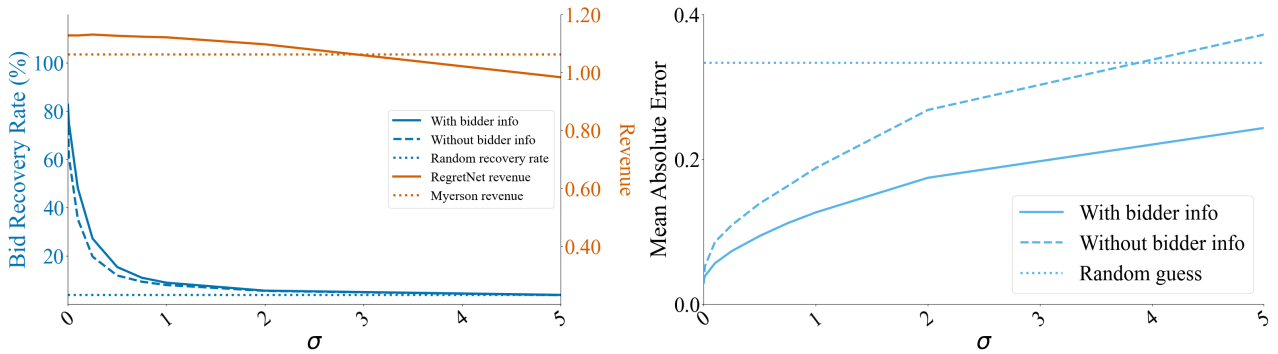 Bid Recovery Rate (%)
100
80
60
40
20
0
1
2
3
4
5
σ
With bidder info
Without bidder info
Random recovery rate
RegretNet revenue
Myerson revenue
1.20
1.00
0.80
0.60
0.40
Revenue
Mean Absolute Error
0.4
0.2
0.0
0
1
2
3
4
5
σ
With bidder info
Without bidder info
Random guess